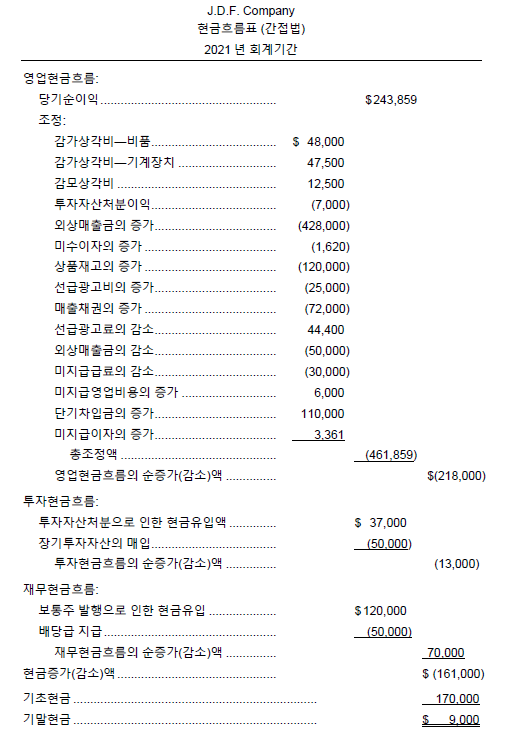 J.D.F. Company
현금흐름표 (간접법)
2021 년 회계기간
영업현금흐름:
당기순이익 $243,859
조정:
감가상각비—비품 $ 48,000
감가상각비—기계장치 47,500
감모상각비 12,500
투자자산처분이익 (7,000)
외상매출금의 증가 (428,000)
미수이자의 증가 (1,620)
상품재고의 증가 (120,000)
선급광고비의 증가 (25,000)
매출채권의 증가 (72,000)
선급광고료의 감소 44,400
외상매출금의 감소 (50,000)
미지급급료의 감소 (30,000)
미지급영업비용의 증가 6,000
단기차입금의 증가 110,000
미지급이자의 증가 3,361
총조정액 (461,859)
영업현금흐름의 순증가(감소)액 $(218,000)
투자현금흐름:
투자자산처분으로 인한 현금유입액 $ 37,000
장기투자자산의 매입 (50,000)
투자현금흐름의 순증가(감소)액 (13,000)
재무현금흐름:
보통주 발행으로 인한 현금유입 $120,000
배당급 지급 (50,000)
재무현금흐름의 순증가(감소)액 70,000
현금증가(감소)액 $ (161,000)
기초현금 170,000
기말현금 $ 9,000